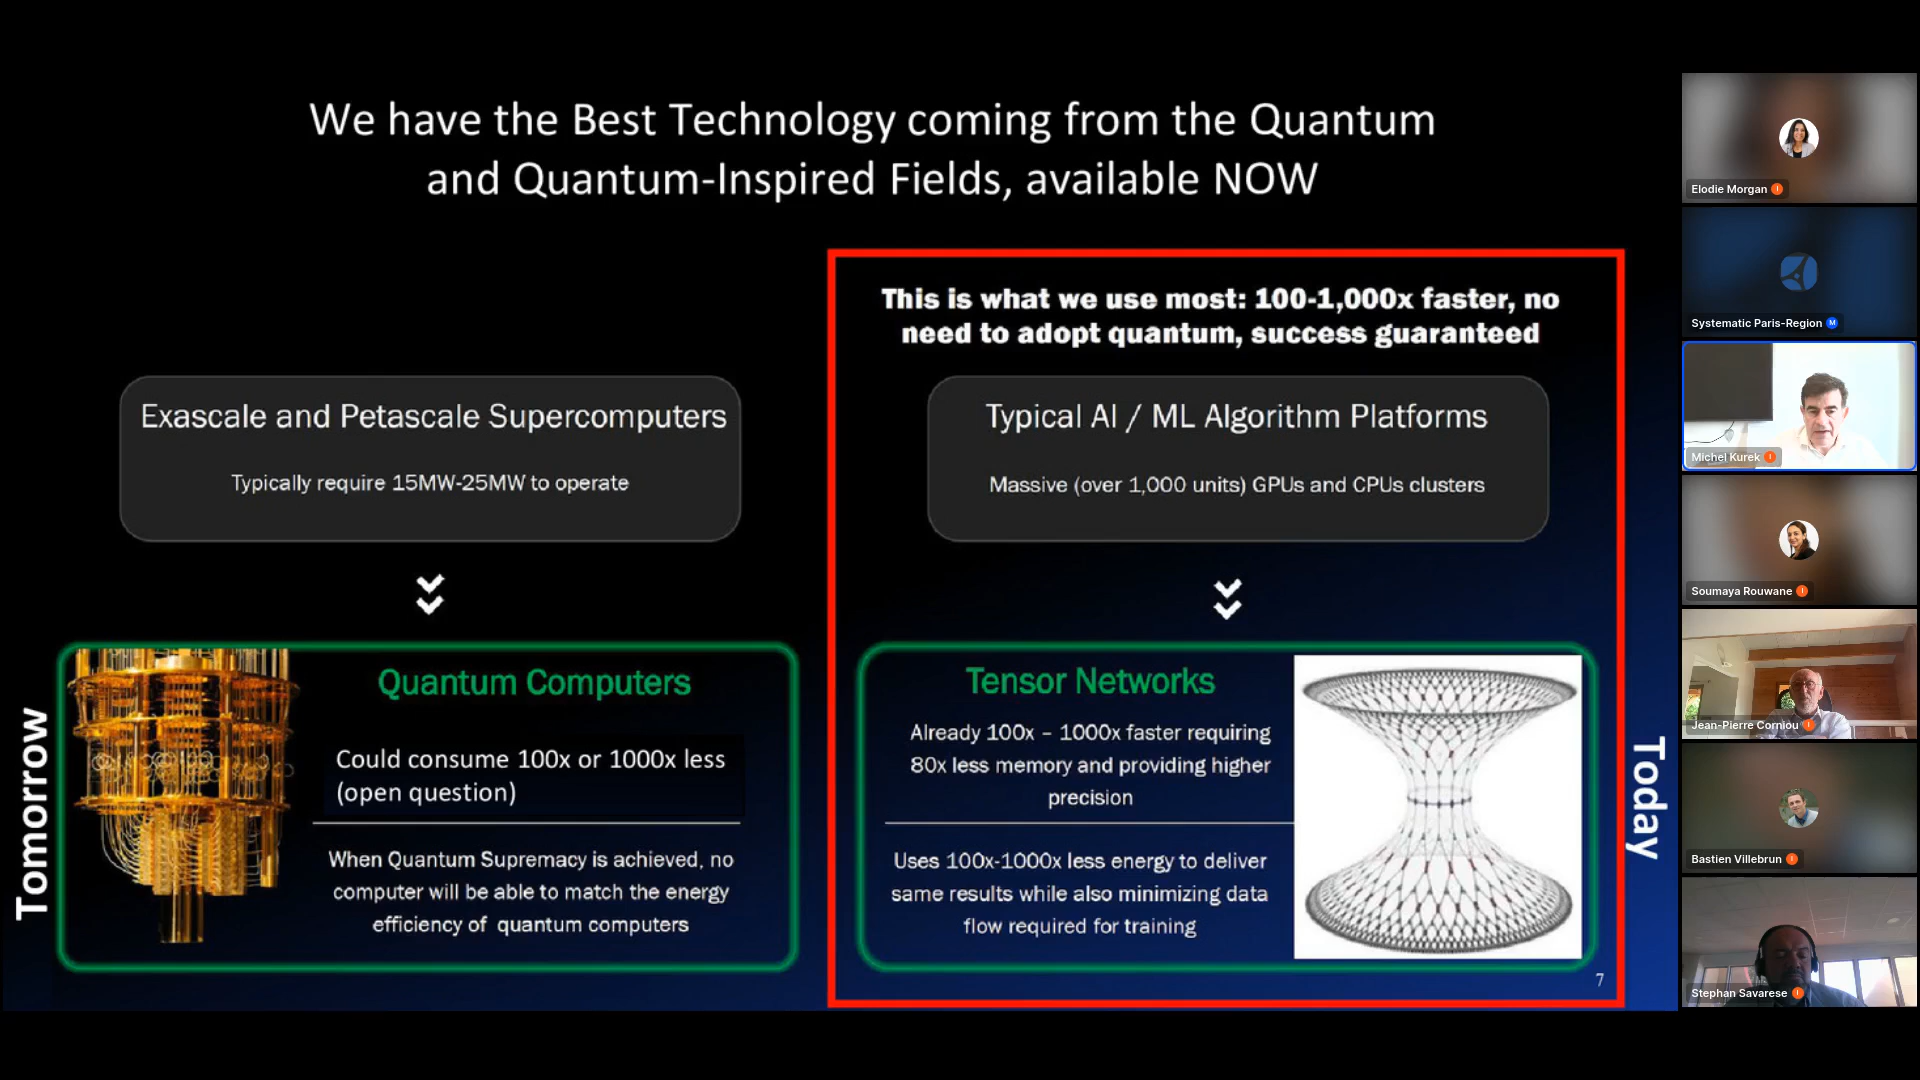 We have the Best Technology coming from the Quantum
and Quantum-Inspired Fields, available NOW
This is what we use most: 100-1,000x faster, no
need to adopt quantum, success guaranteed
Exascale and Petascale Supercomputers
Typically require 15MW-25MW to operate
Typical AI / ML Algorithm Platforms
Massive (over 1,000 units) GPUs and CPUs clusters
Tomorrow
Quantum Computers
Could consume 100x or 1000x less
(open question)
When Quantum Supremacy is achieved, no
computer will be able to match the energy
efficiency of quantum computers
Tensor Networks
Already 100x – 1000x faster requiring
80x less memory and providing higher
precision
Uses 100x-1000x less energy to deliver
same results while also minimizing data
flow required for training
Today
7
Elodie Morgan I
Systematic Paris-Region M
Michel Kurek I
Soumaya Rouwane I
Jean-Pierre Corniou I
Bastien Villebrun I
Stephan Savarese I